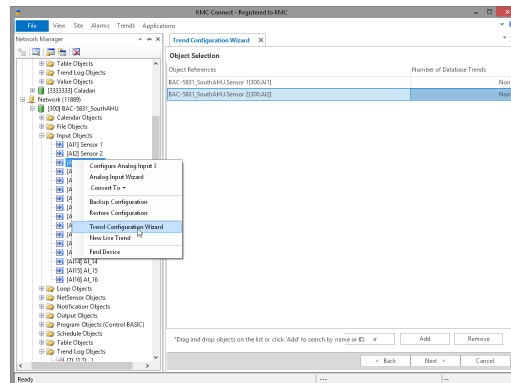 KMC Connect - Registered to KMC
File View Site Alarms Trends Applications
Network Manager
Trend Configuration Wizard
Object Selection
Object References
Number of Database Trends
BAC-5831_SouthAHU.Sensor 1[300.AI1]
Non
BAC-5831_SouthAHU.Sensor 2[300.AI2]
Non
Table Objects
Trend Log Objects
Value Objects
[3333333] Caladan
Network (11889)
[300] BAC-5831_SouthAHU
Calendar Objects
File Objects
Input Objects
[AI1] Sensor 1
[AI2] Sensor 2
[A
[A
[A
[A
[A
[A
[A
[A
[A
[A
[A
[AI14] AI_14
[AI15] AI_15
[AI16] AI_16
Loop Objects
NetSensor Objects
Notification Objects
Output Objects
Program Objects (Control BASIC)
Schedule Objects
Table Objects
Trend Log Objects
[TL1] TL_1
Configure Analog Input 3
Analog Input Wizard
Convert To
Backup Configuration
Restore Configuration
Trend Configuration Wizard
New Live Trend
Find Device
*Drag and drop objects on the list or click 'Add' to search by name or ID.
Add
Remove
< Back
Next >
Cancel
Ready
---
--